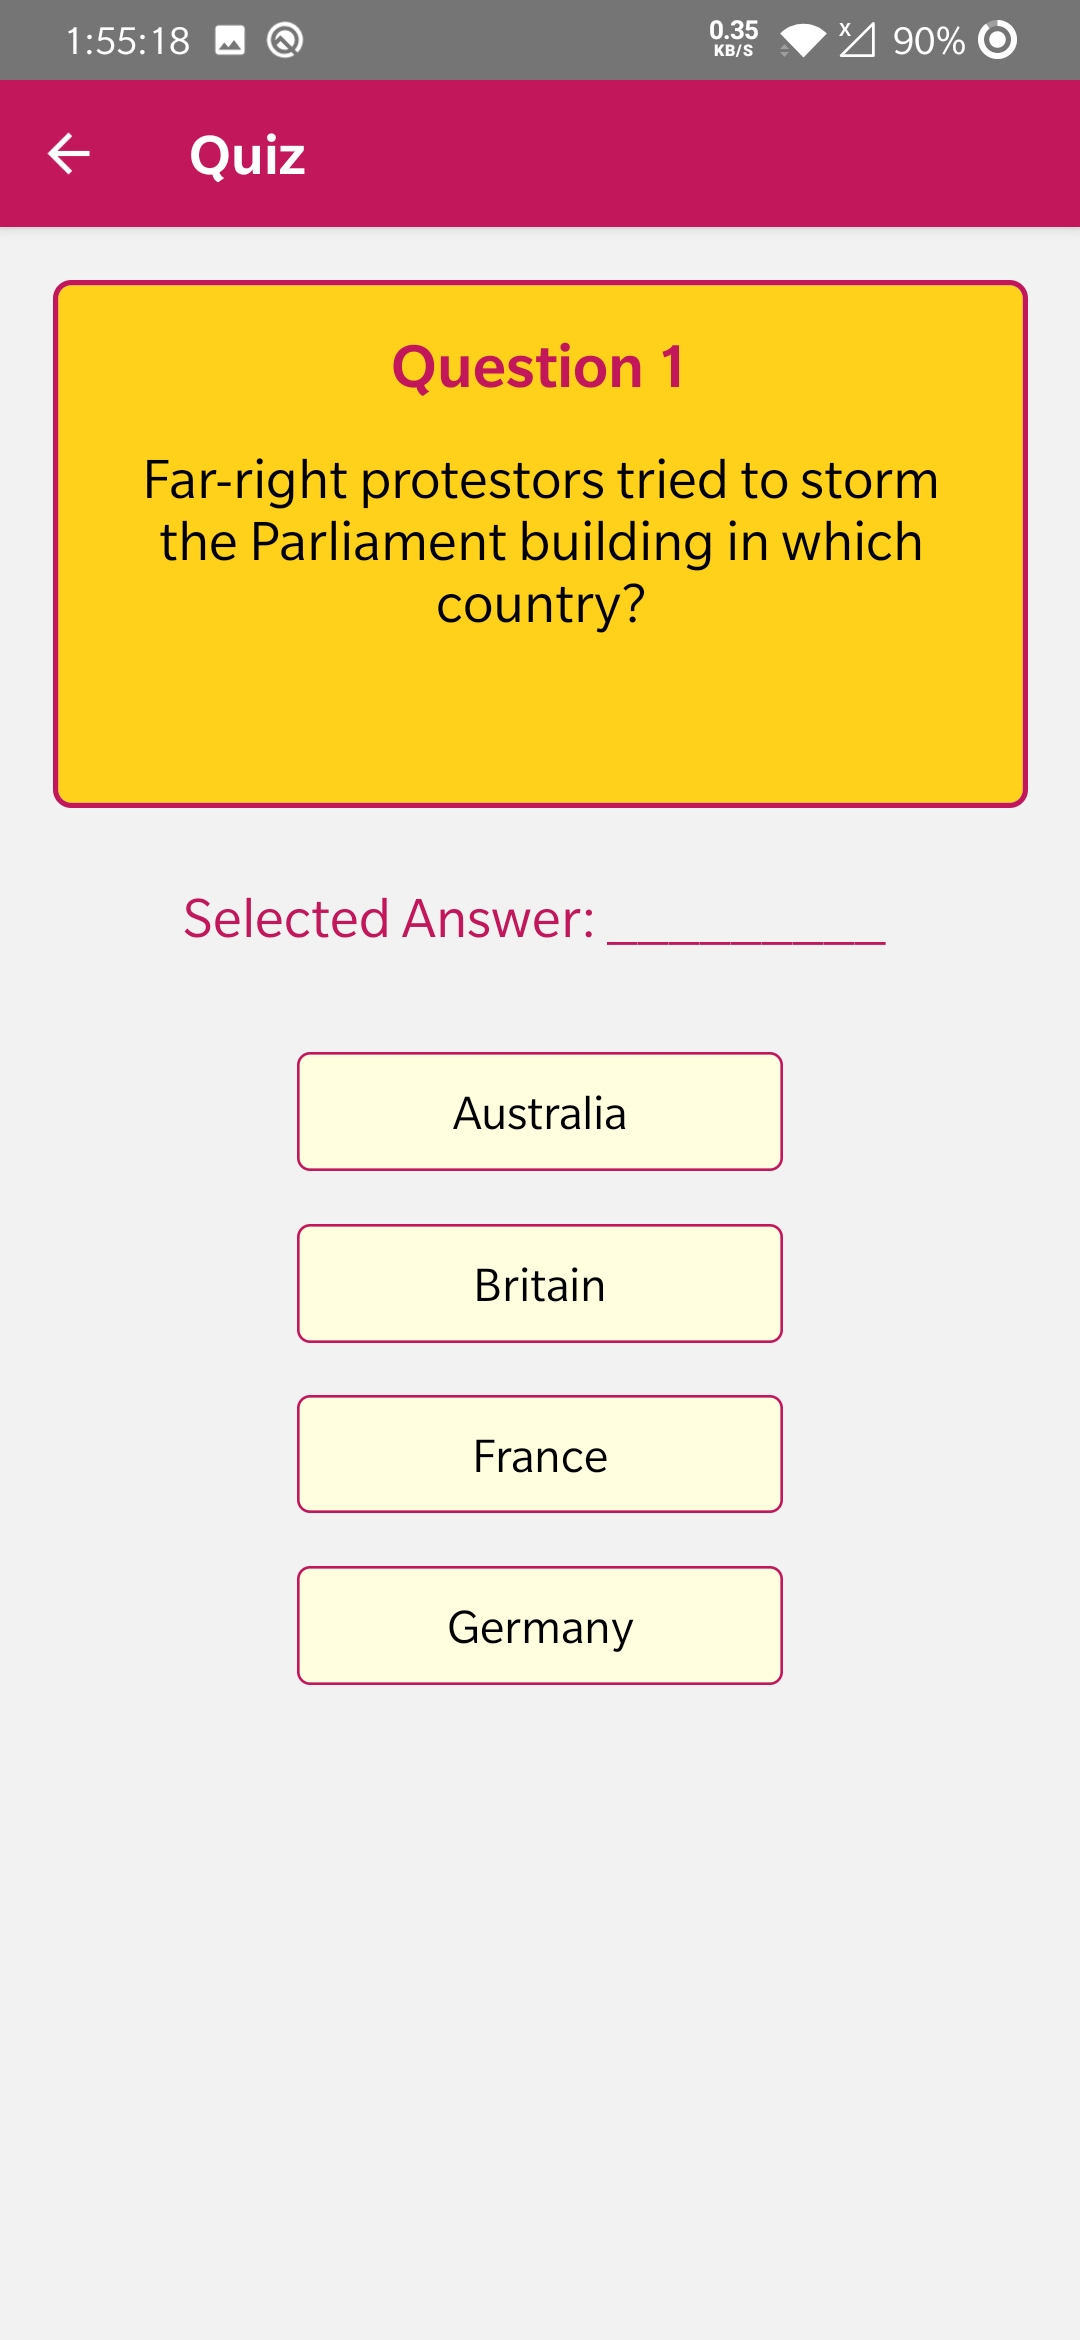 1:55:18 0.35 KB/S x 90%
Quiz
Question 1
Far-right protestors tried to storm
the Parliament building in which
country?
Selected Answer: _________
Australia
Britain
France
Germany